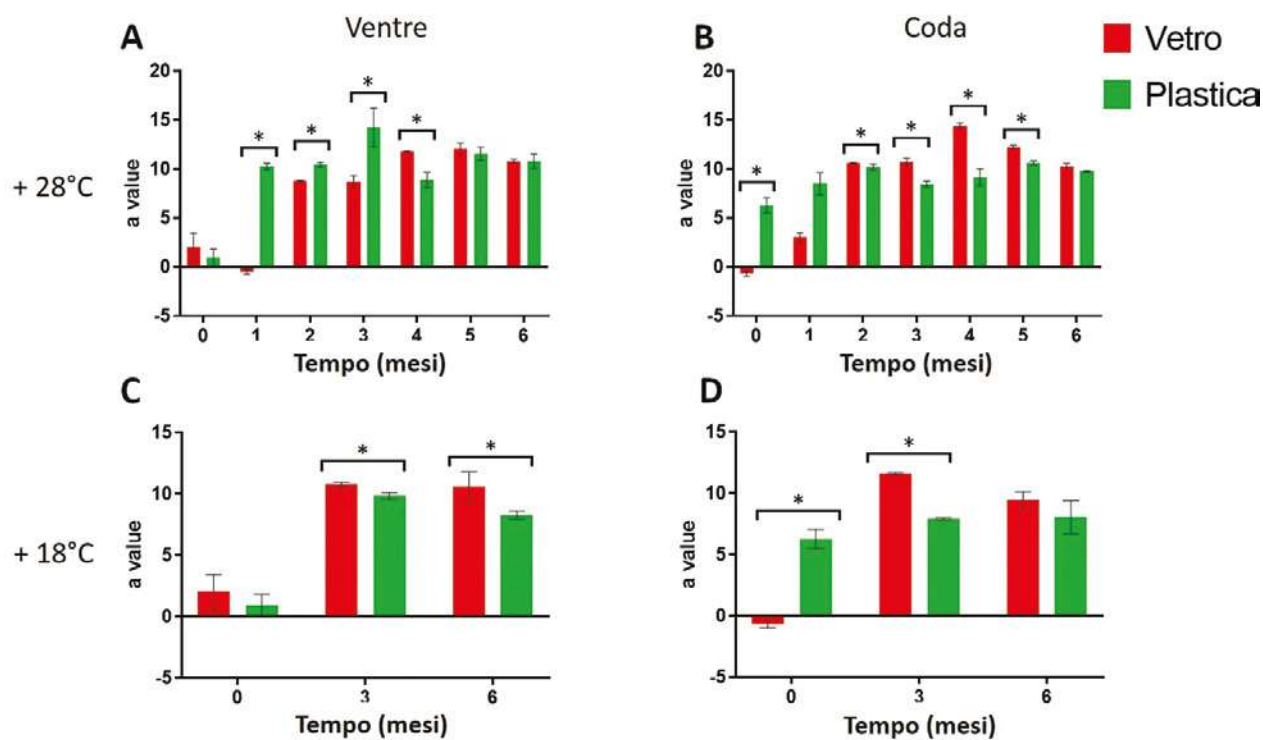 A Ventre
B Coda
Vetro
Plastica
+ 28°C
a value
20
15
10
5
0
-5
0 1 2 3 4 5 6
Tempo (mesi)
* * * *
a value
20
15
10
5
0
-5
0 1 2 3 4 5 6
Tempo (mesi)
* * * * *
C
+ 18°C
a value
15
10
5
0
-5
0 3 6
Tempo (mesi)
* *
D
a value
15
10
5
0
-5
0 3 6
Tempo (mesi)
* *